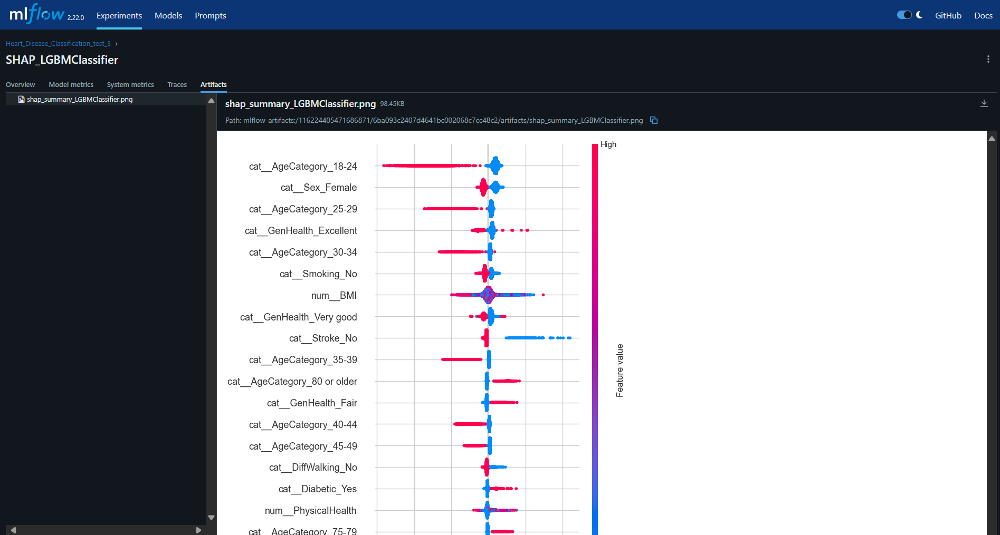 mlflow 2.22.0 Experiments Models Prompts GitHub Docs
Heart_Disease_Classification_test_3 ›
SHAP_LGBMClassifier
Overview Model metrics System metrics Traces Artifacts
shap_summary_LGBMClassifier.png
shap_summary_LGBMClassifier.png 98.45KB
Path: mlflow-artifacts:/116224405471686871/6ba093c2407d4641bc002068c7cc48c2/artifacts/shap_summary_LGBMClassifier.png
High
cat__AgeCategory_18-24
cat__Sex_Female
cat__AgeCategory_25-29
cat__GenHealth_Excellent
cat__AgeCategory_30-34
cat__Smoking_No
num__BMI
cat__GenHealth_Very good
cat__Stroke_No
cat__AgeCategory_35-39
cat__AgeCategory_80 or older
cat__GenHealth_Fair
cat__AgeCategory_40-44
cat__AgeCategory_45-49
cat__DiffWalking_No
cat__Diabetic_Yes
num__PhysicalHealth
cat__AgeCategory_75-79
Feature value